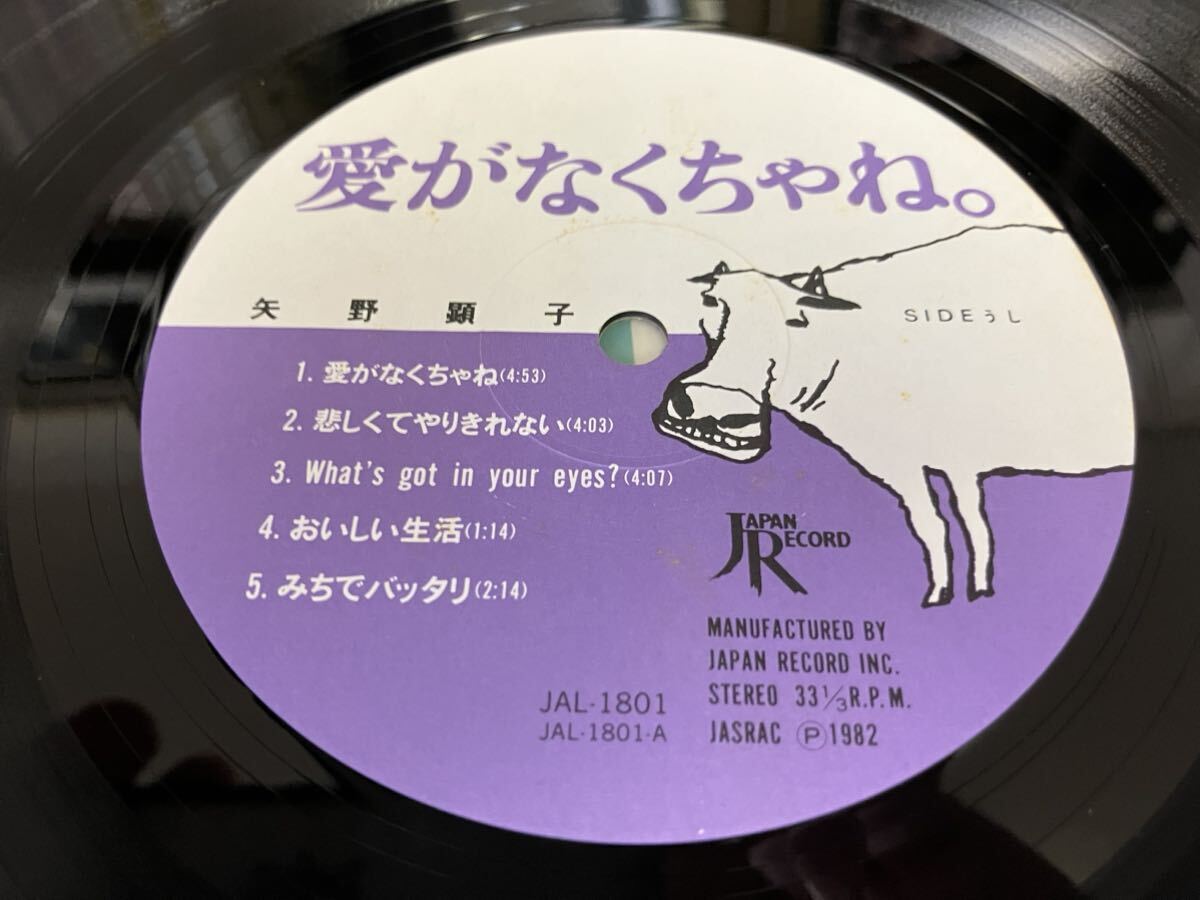 愛がなくちゃね。
矢野顕子
SIDEうし
1. 愛がなくちゃね(4:53)
2. 悲しくてやりきれない(4:03)
3. What's got in your eyes?(4:07)
4. おいしい生活(1:14)
5. みちでバッタリ(2:14)
JAPAN
RECORD
MANUFACTURED BY
JAPAN RECORD INC.
STEREO 33⅓R.P.M.
JASRAC Ⓟ1982
JAL-1801
JAL-1801-A